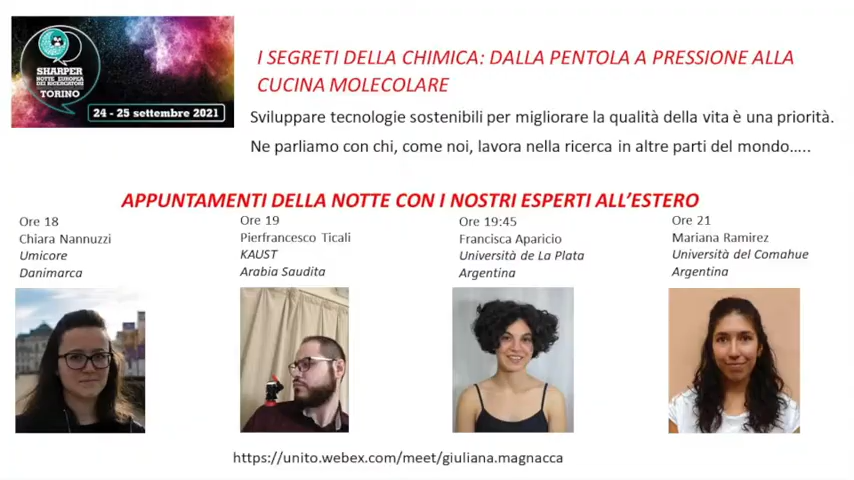 SHARPER
NOTTE EUROPEA
DEI RICERCATORI
TORINO
24 - 25 settembre 2021
I SEGRETI DELLA CHIMICA: DALLA PENTOLA A PRESSIONE ALLA
CUCINA MOLECOLARE
Sviluppare tecnologie sostenibili per migliorare la qualità della vita è una priorità.
Ne parliamo con chi, come noi, lavora nella ricerca in altre parti del mondo…..
APPUNTAMENTI DELLA NOTTE CON I NOSTRI ESPERTI ALL'ESTERO
Ore 18
Chiara Nannuzzi
Umicore
Danimarca
Ore 19
Pierfrancesco Ticali
KAUST
Arabia Saudita
Ore 19:45
Francisca Aparicio
Università de La Plata
Argentina
Ore 21
Mariana Ramirez
Università del Comahue
Argentina
https://unito.webex.com/meet/giuliana.magnacca